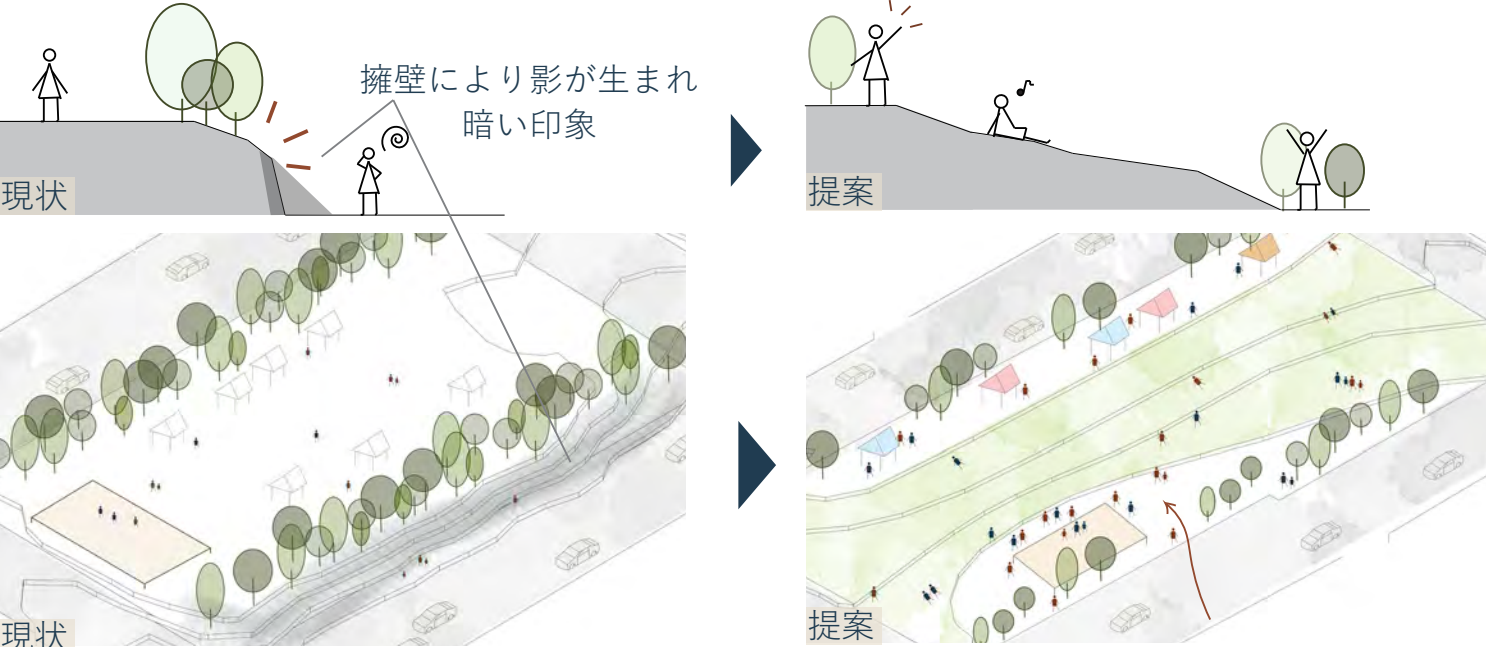 擁壁により影が生まれ
暗い印象
現状
提案
現状
提案